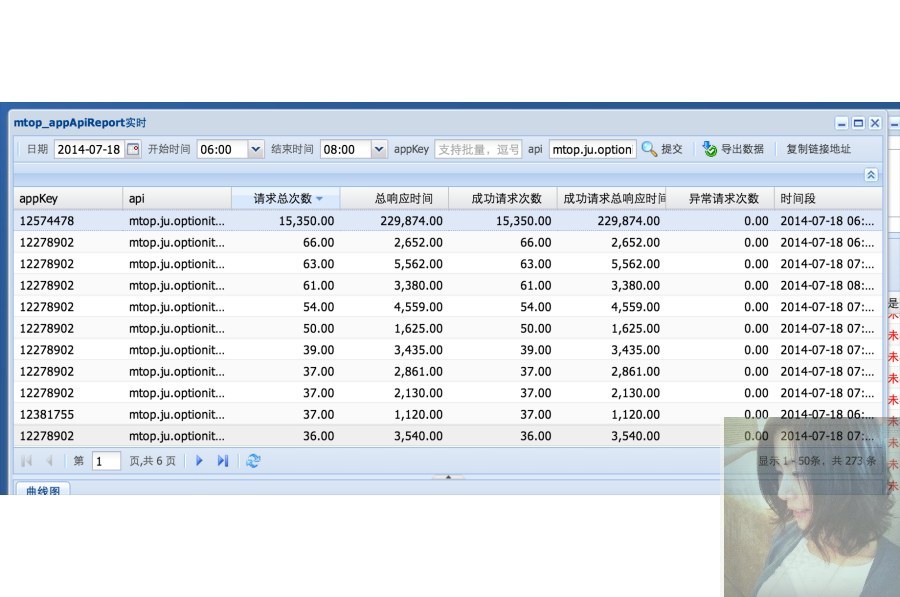 mtop_appApiReport实时
日期 2014-07-18 开始时间 06:00 结束时间 08:00 appKey 支持批量，逗号 api mtop.ju.option 提交 导出数据 复制链接地址
appKey api 请求总次数 总响应时间 成功请求次数 成功请求总响应时间 异常请求次数 时间段
12574478 mtop.ju.optionit... 15,350.00 229,874.00 15,350.00 229,874.00 0.00 2014-07-18 06:...
12278902 mtop.ju.optionit... 66.00 2,652.00 66.00 2,652.00 0.00 2014-07-18 06:...
12278902 mtop.ju.optionit... 63.00 5,562.00 63.00 5,562.00 0.00 2014-07-18 07:...
12278902 mtop.ju.optionit... 61.00 3,380.00 61.00 3,380.00 0.00 2014-07-18 08:...
12278902 mtop.ju.optionit... 54.00 4,559.00 54.00 4,559.00 0.00 2014-07-18 07:...
12278902 mtop.ju.optionit... 50.00 1,625.00 50.00 1,625.00 0.00 2014-07-18 07:...
12278902 mtop.ju.optionit... 39.00 3,435.00 39.00 3,435.00 0.00 2014-07-18 07:...
12278902 mtop.ju.optionit... 37.00 2,861.00 37.00 2,861.00 0.00 2014-07-18 07:...
12278902 mtop.ju.optionit... 37.00 2,130.00 37.00 2,130.00 0.00 2014-07-18 07:...
12381755 mtop.ju.optionit... 37.00 1,120.00 37.00 1,120.00 0.00 2014-07-18 06:...
12278902 mtop.ju.optionit... 36.00 3,540.00 36.00 3,540.00 0.00 2014-07-18 07:...
第 1 页,共 6 页 显示 1 - 50条，共 273 条
曲线图
是
未
未
未
未
未
未
未